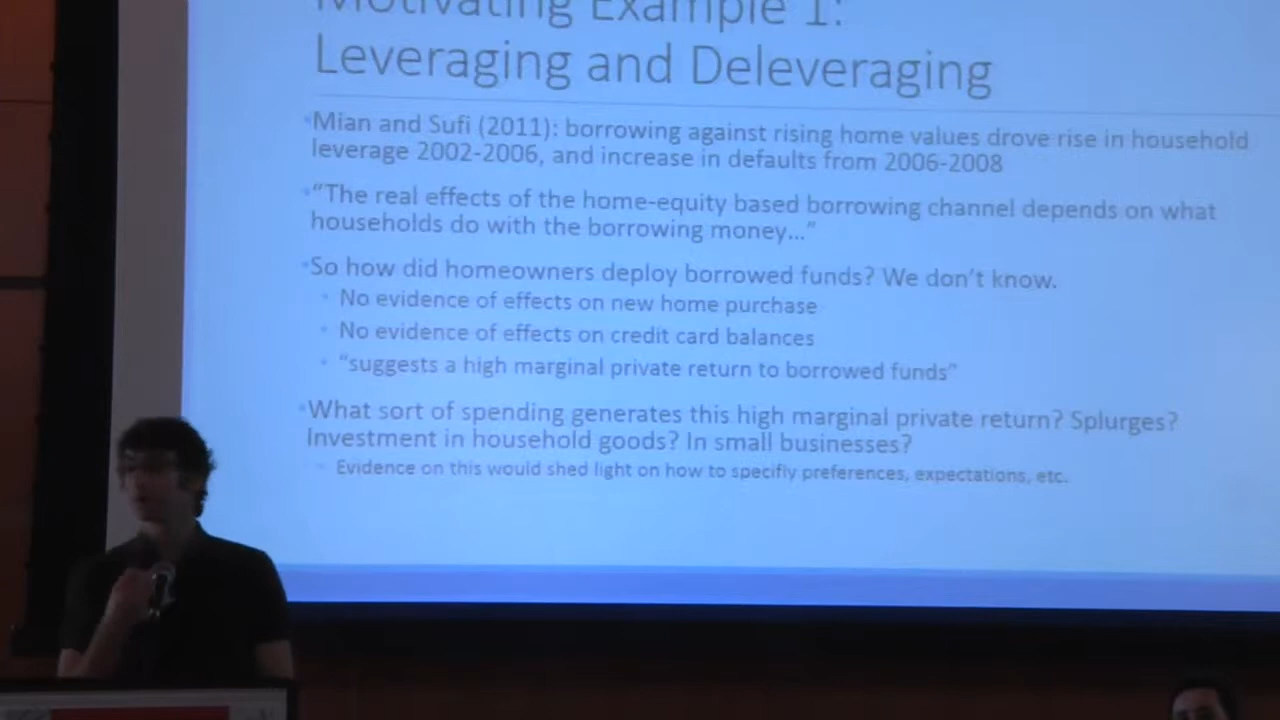 Motivating Example 1:
Leveraging and Deleveraging
Mian and Sufi (2011): borrowing against rising home values drove rise in household
leverage 2002-2006, and increase in defaults from 2006-2008
"The real effects of the home-equity based borrowing channel depends on what
households do with the borrowing money..."
So how did homeowners deploy borrowed funds? We don't know.
No evidence of effects on new home purchase
No evidence of effects on credit card balances
"suggests a high marginal private return to borrowed funds"
What sort of spending generates this high marginal private return? Splurges?
Investment in household goods? In small businesses?
Evidence on this would shed light on how to specifiy preferences, expectations, etc.